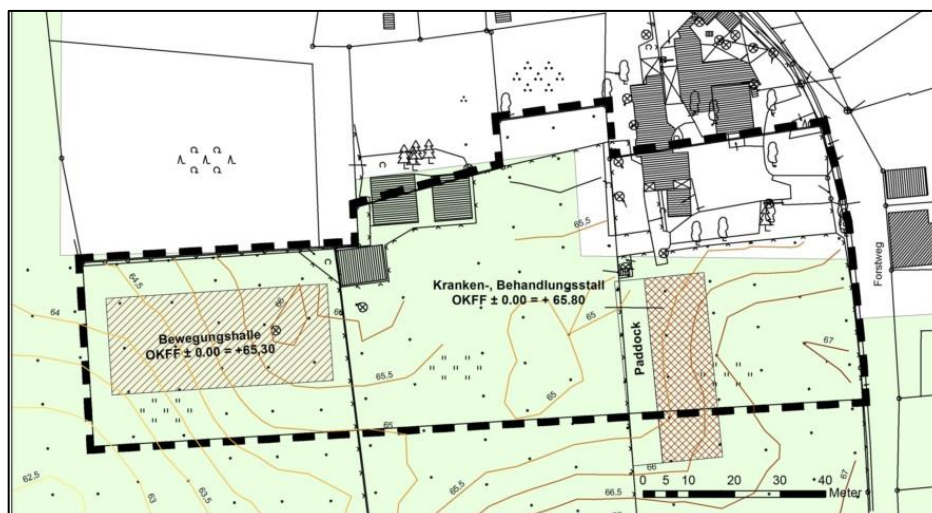 65,5
Forstweg
64,5
64
66
66
Kranken-, Behandlungsstall
OKFF ± 0.00 = + 65.80
65
Bewegungshalle
OKFF ± 0.00 = +65,30
Paddock
67
65,5
65
65
66
62,5
63
63,5
65,5
66,5
67
0 5 10 20 30 40
Meter